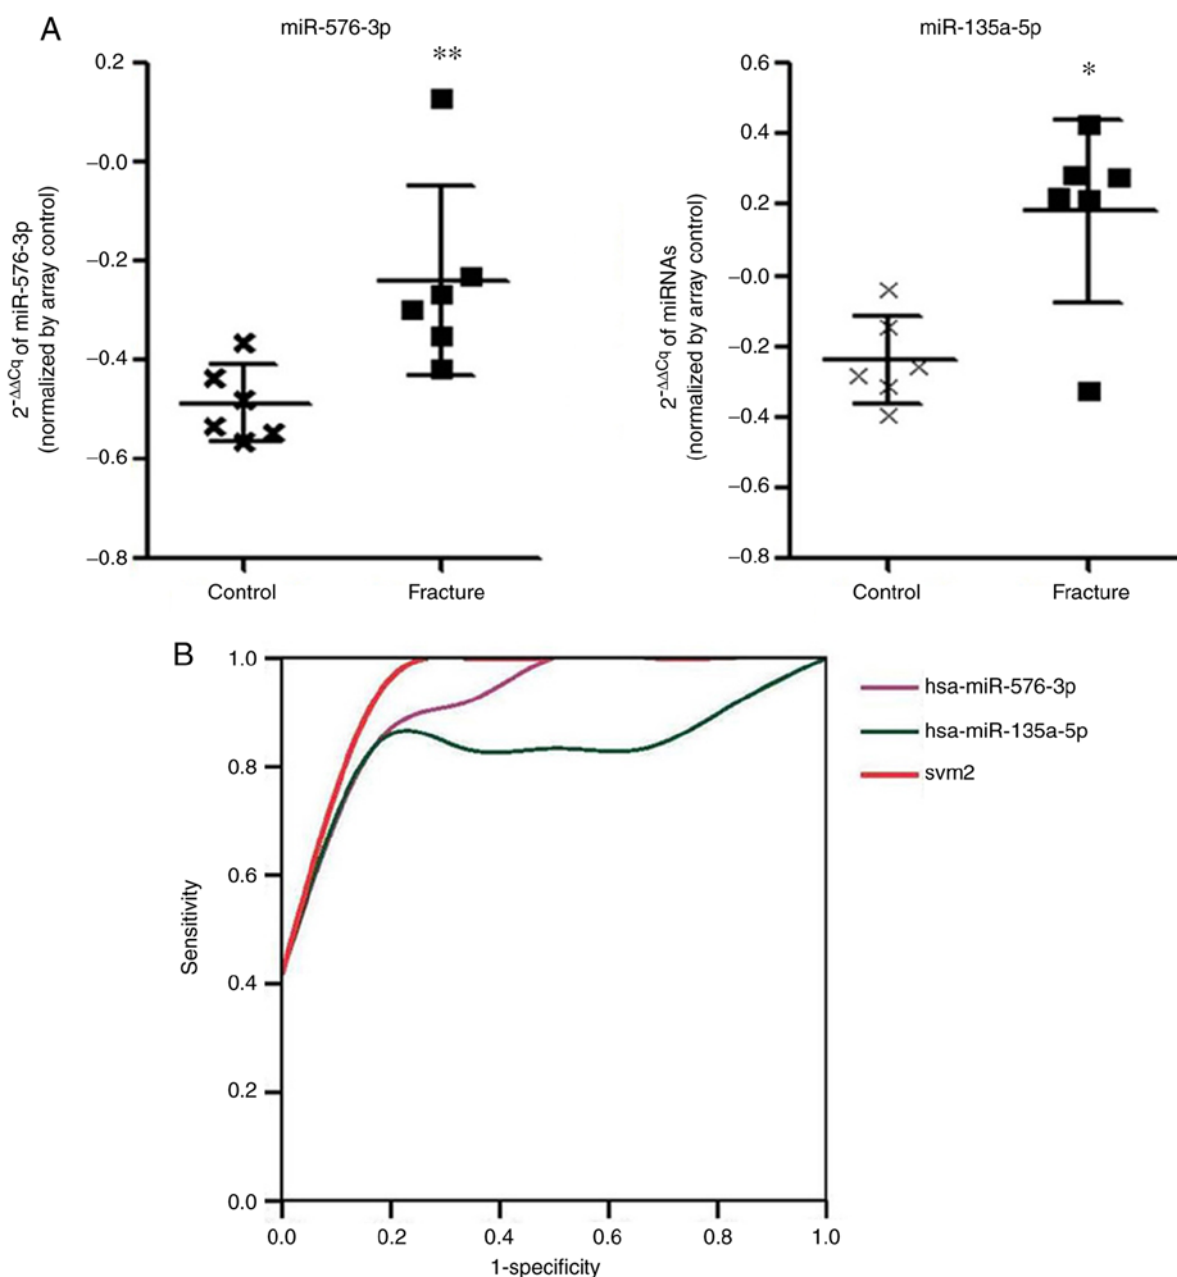 A
miR-576-3p
**
0.2
−0.0
−0.2
−0.4
−0.6
−0.8
2-ΔΔCq of miR-576-3p
(normalized by array control)
Control
Fracture
miR-135a-5p
*
0.6
0.4
0.2
−0.0
−0.2
−0.4
−0.6
−0.8
2-ΔΔCq of miRNAs
(normalized by array control)
Control
Fracture
B
1.0
0.8
0.6
0.4
0.2
0.0
Sensitivity
0.0
0.2
0.4
0.6
0.8
1.0
1-specificity
hsa-miR-576-3p
hsa-miR-135a-5p
svm2